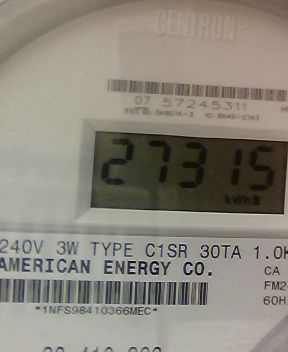 CENTRON®
07 57245311
27315
kWh
240V 3W TYPE C1SR 30TA 1.0K
AMERICAN ENERGY CO.
CA
FM2
60H
*1NFS98410366MEC*